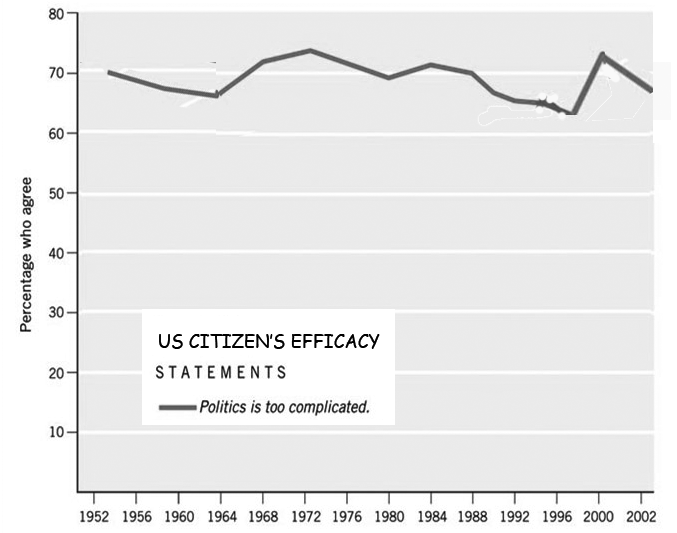 80
70
60
50
40
30
20
10
Percentage who agree
US CITIZEN'S EFFICACY
STATEMENTS
Politics is too complicated.
1952 1956 1960 1964 1968 1972 1976 1980 1984 1988 1992 1996 2000 2002